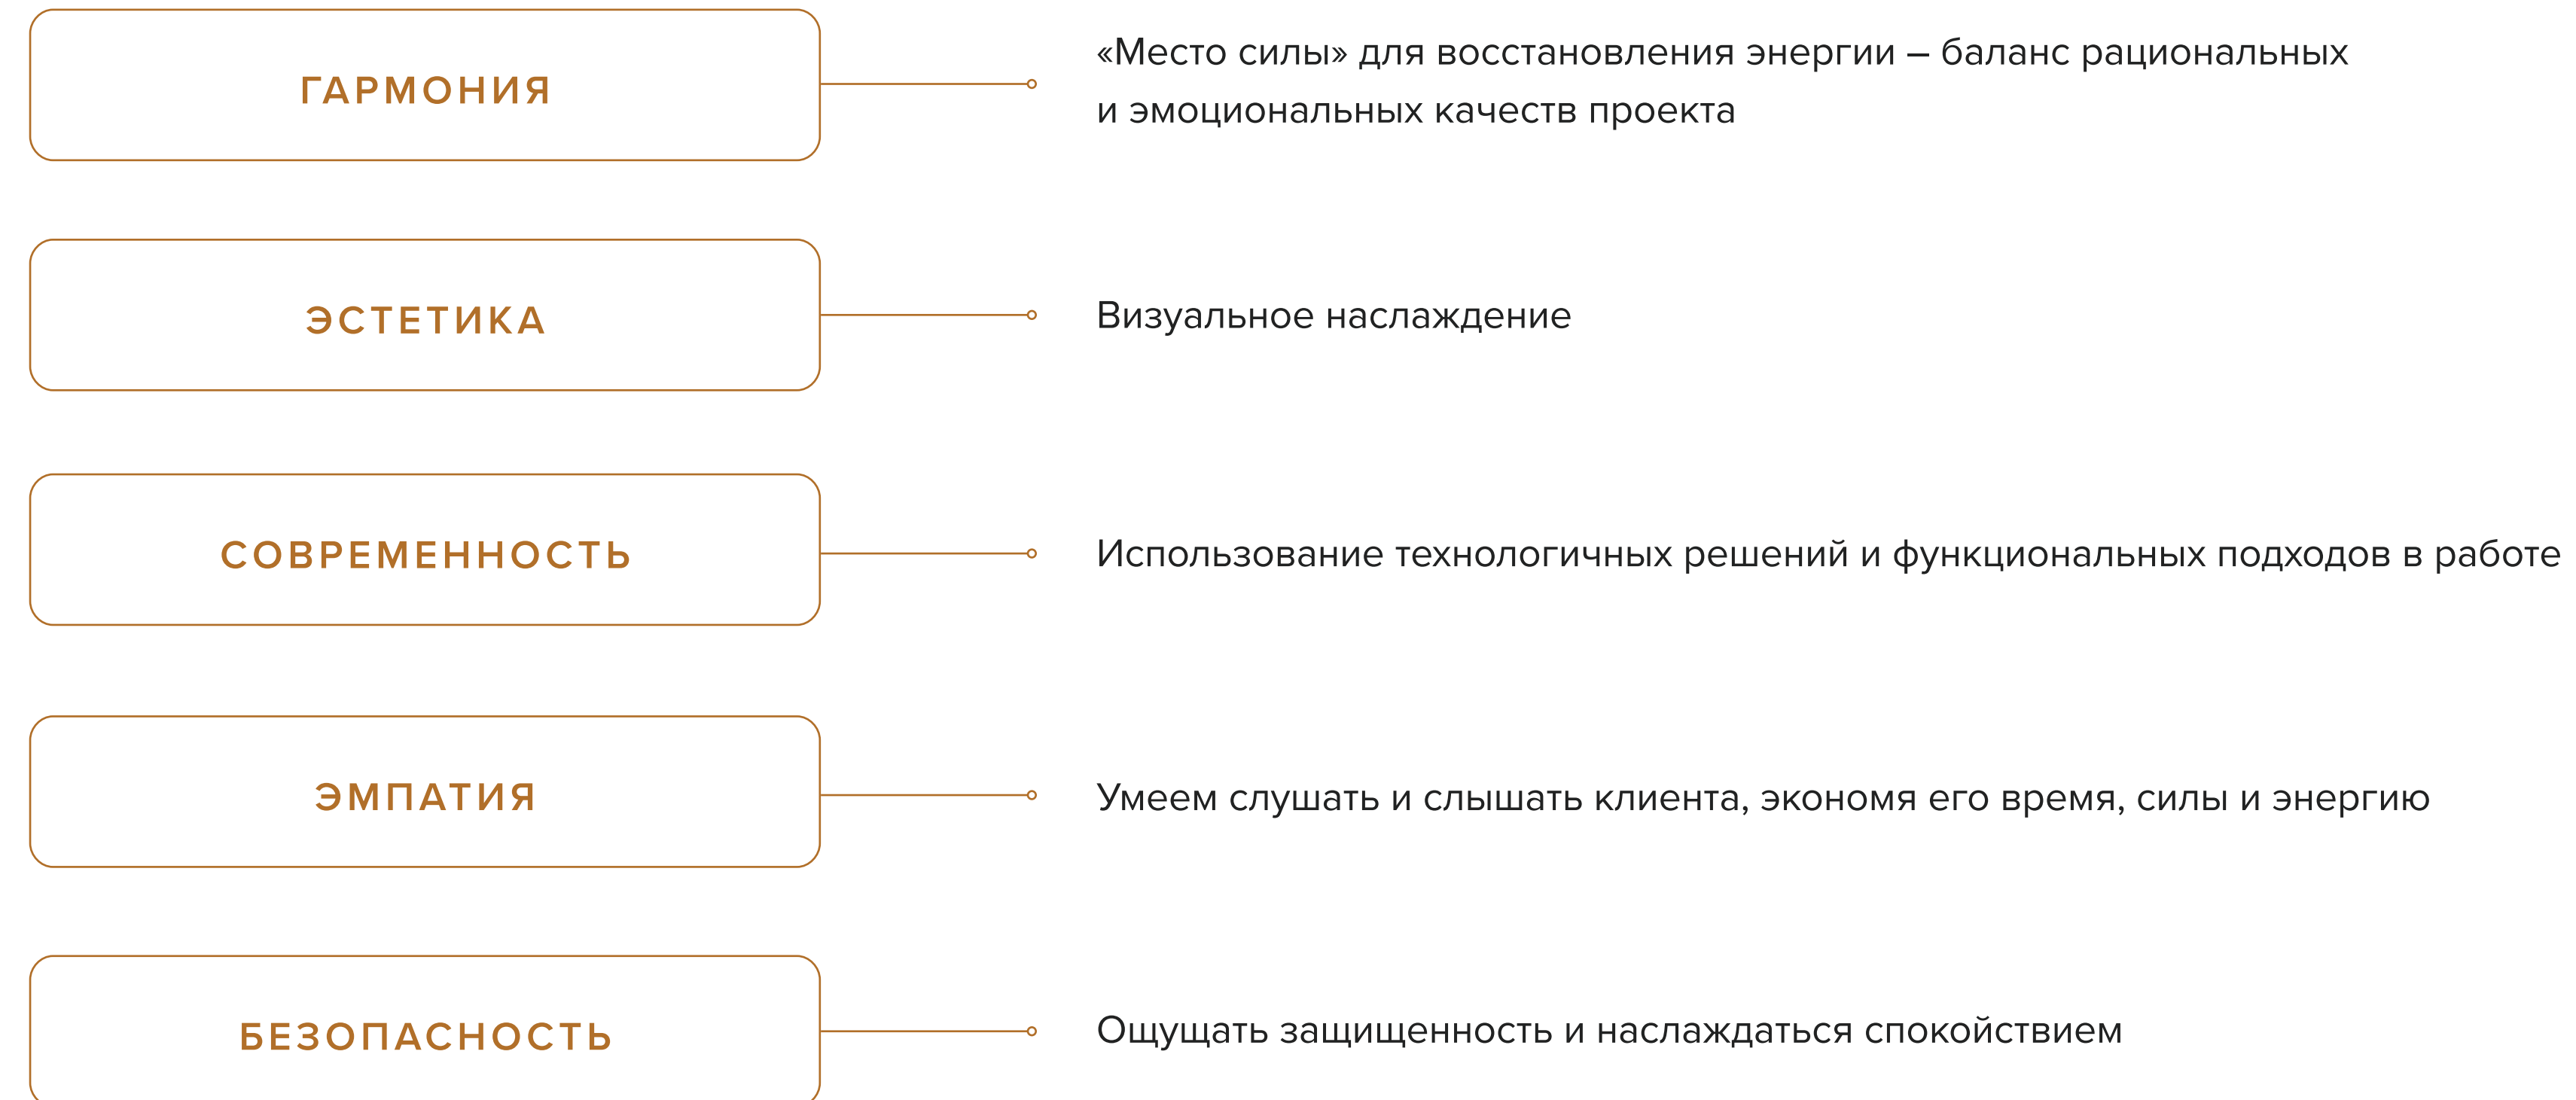 ГАРМОНИЯ
«Место силы» для восстановления энергии – баланс рациональных
и эмоциональных качеств проекта
ЭСТЕТИКА
Визуальное наслаждение
СОВРЕМЕННОСТЬ
Использование технологичных решений и функциональных подходов в работе
ЭМПАТИЯ
Умеем слушать и слышать клиента, экономя его время, силы и энергию
БЕЗОПАСНОСТЬ
Ощущать защищенность и наслаждаться спокойствием